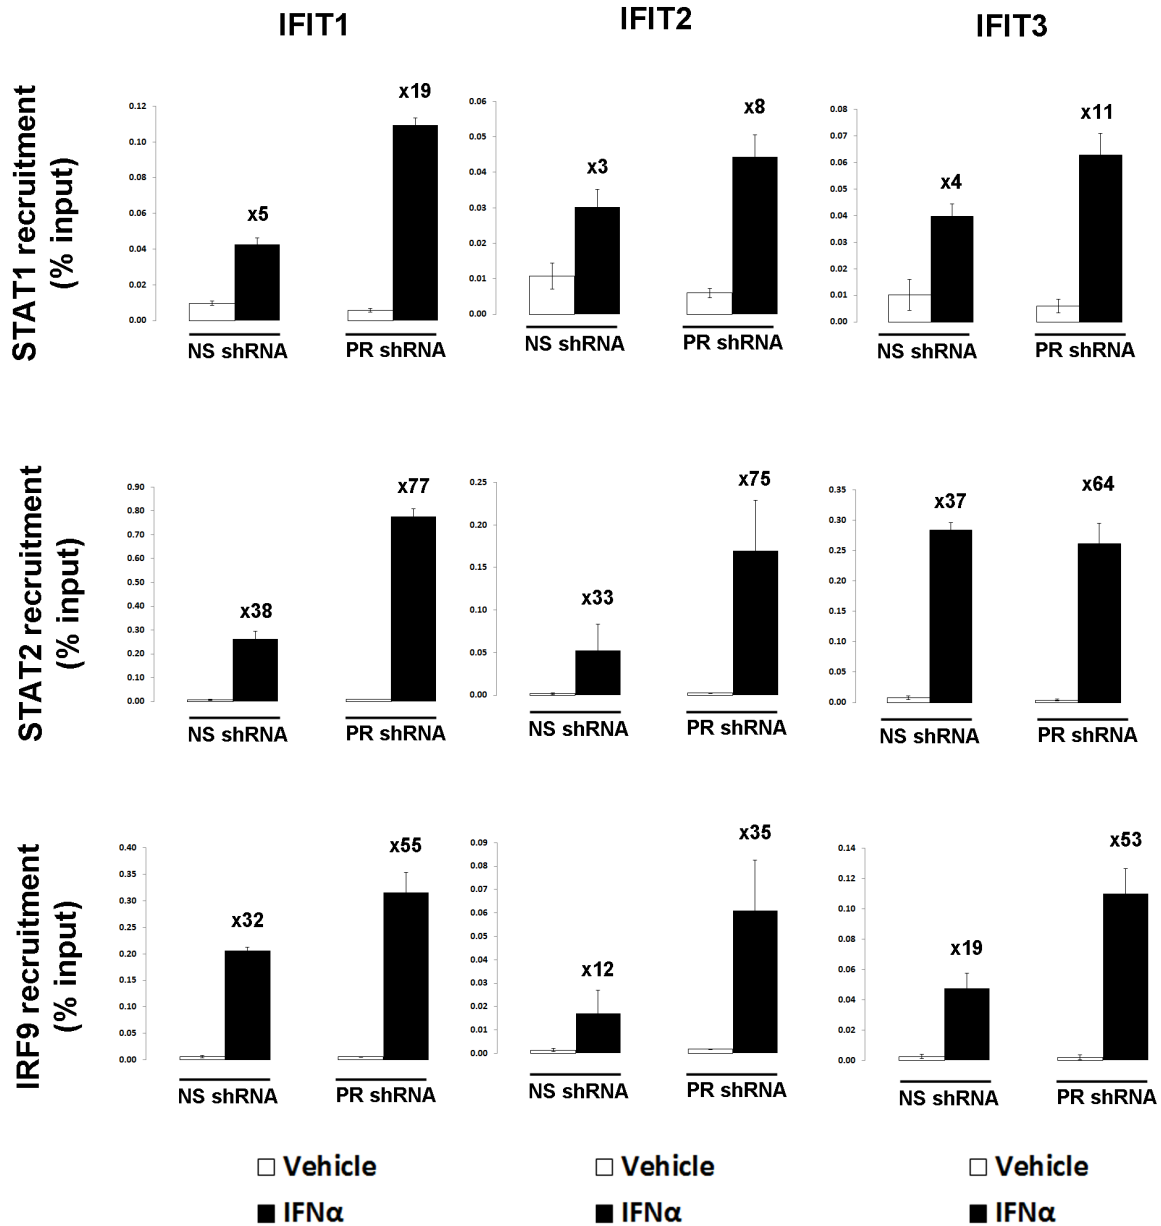 IFIT1
IFIT2
IFIT3
STAT1 recruitment
(% input)
0.12
0.10
0.08
0.06
0.04
0.02
0.00
x5
x19
NS shRNA
PR shRNA
0.06
0.05
0.04
0.03
0.02
0.01
0.00
x3
x8
NS shRNA
PR shRNA
0.08
0.07
0.06
0.05
0.04
0.03
0.02
0.01
0.00
x4
x11
NS shRNA
PR shRNA
STAT2 recruitment
(% input)
0.90
0.80
0.70
0.60
0.50
0.40
0.30
0.20
0.10
0.00
x38
x77
NS shRNA
PR shRNA
0.25
0.20
0.15
0.10
0.05
0.00
x33
x75
NS shRNA
PR shRNA
0.35
0.30
0.25
0.20
0.15
0.10
0.05
0.00
x37
x64
NS shRNA
PR shRNA
IRF9 recruitment
(% input)
0.40
0.35
0.30
0.25
0.20
0.15
0.10
0.05
0.00
x32
x55
NS shRNA
PR shRNA
0.09
0.08
0.07
0.06
0.05
0.04
0.03
0.02
0.01
0.00
x12
x35
NS shRNA
PR shRNA
0.14
0.12
0.10
0.08
0.06
0.04
0.02
0.00
x19
x53
NS shRNA
PR shRNA
Vehicle
IFNα
Vehicle
IFNα
Vehicle
IFNα